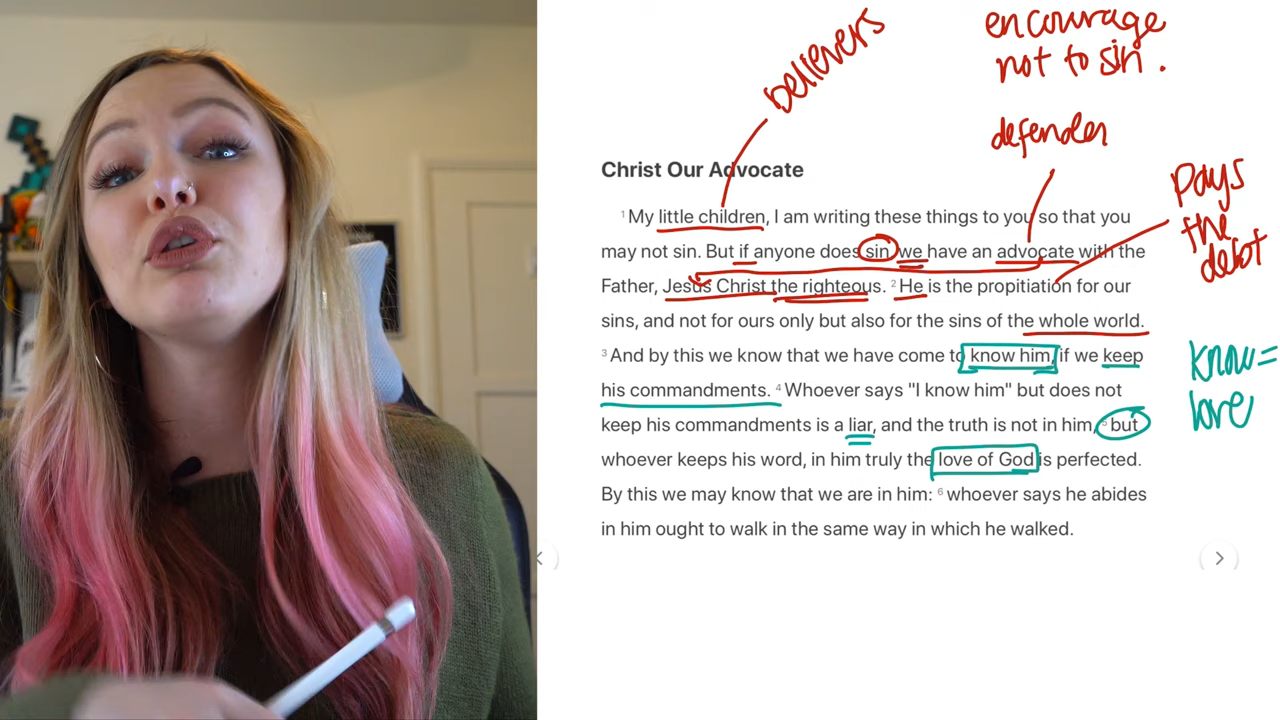 believers
encourage
not to sin.
defender
pays
the
debt
Christ Our Advocate
1 My little children, I am writing these things to you so that you
may not sin. But if anyone does sin, we have an advocate with the
Father, Jesus Christ the righteous. 2 He is the propitiation for our
sins, and not for ours only but also for the sins of the whole world.
3 And by this we know that we have come to know him, if we keep
his commandments. 4 Whoever says "I know him" but does not
keep his commandments is a liar, and the truth is not in him, 5 but
whoever keeps his word, in him truly the love of God is perfected.
By this we may know that we are in him: 6 whoever says he abides
in him ought to walk in the same way in which he walked.
know=
love